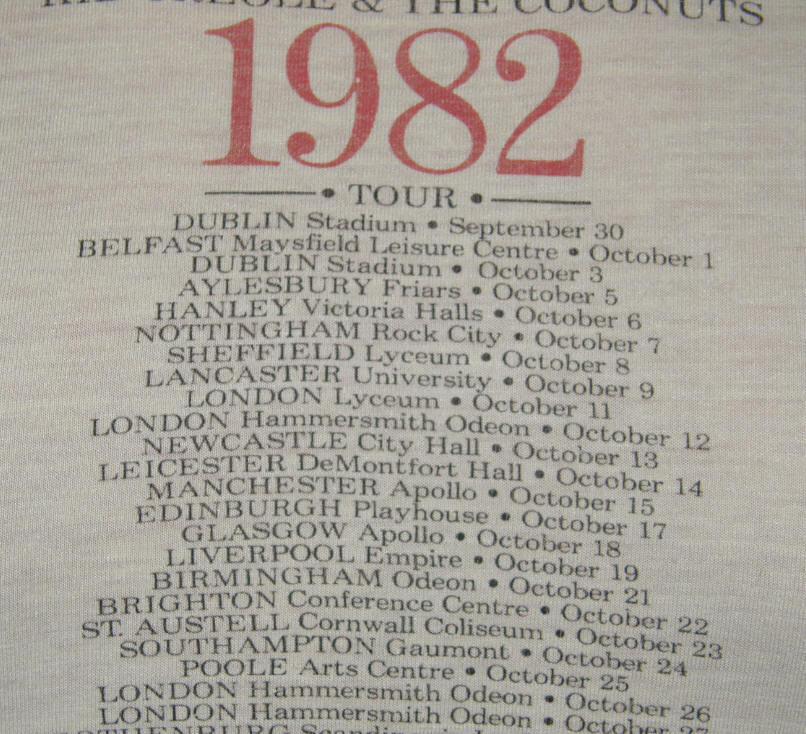 KID CREOLE & THE COCONUTS
1982
TOUR
DUBLIN Stadium • September 30
BELFAST Maysfield Leisure Centre • October 1
DUBLIN Stadium • October 3
AYLESBURY Friars • October 5
HANLEY Victoria Halls • October 6
NOTTINGHAM Rock City • October 7
SHEFFIELD Lyceum • October 8
LANCASTER University • October 9
LONDON Lyceum • October 11
LONDON Hammersmith Odeon • October 12
NEWCASTLE City Hall • October 13
LEICESTER DeMontfort Hall • October 14
MANCHESTER Apollo • October 15
EDINBURGH Playhouse • October 17
GLASGOW Apollo • October 18
LIVERPOOL Empire • October 19
BIRMINGHAM Odeon • October 21
BRIGHTON Conference Centre • October 22
ST. AUSTELL Cornwall Coliseum • October 23
SOUTHAMPTON Gaumont • October 24
POOLE Arts Centre • October 25
LONDON Hammersmith Odeon • October 26
LONDON Hammersmith Odeon • October 27